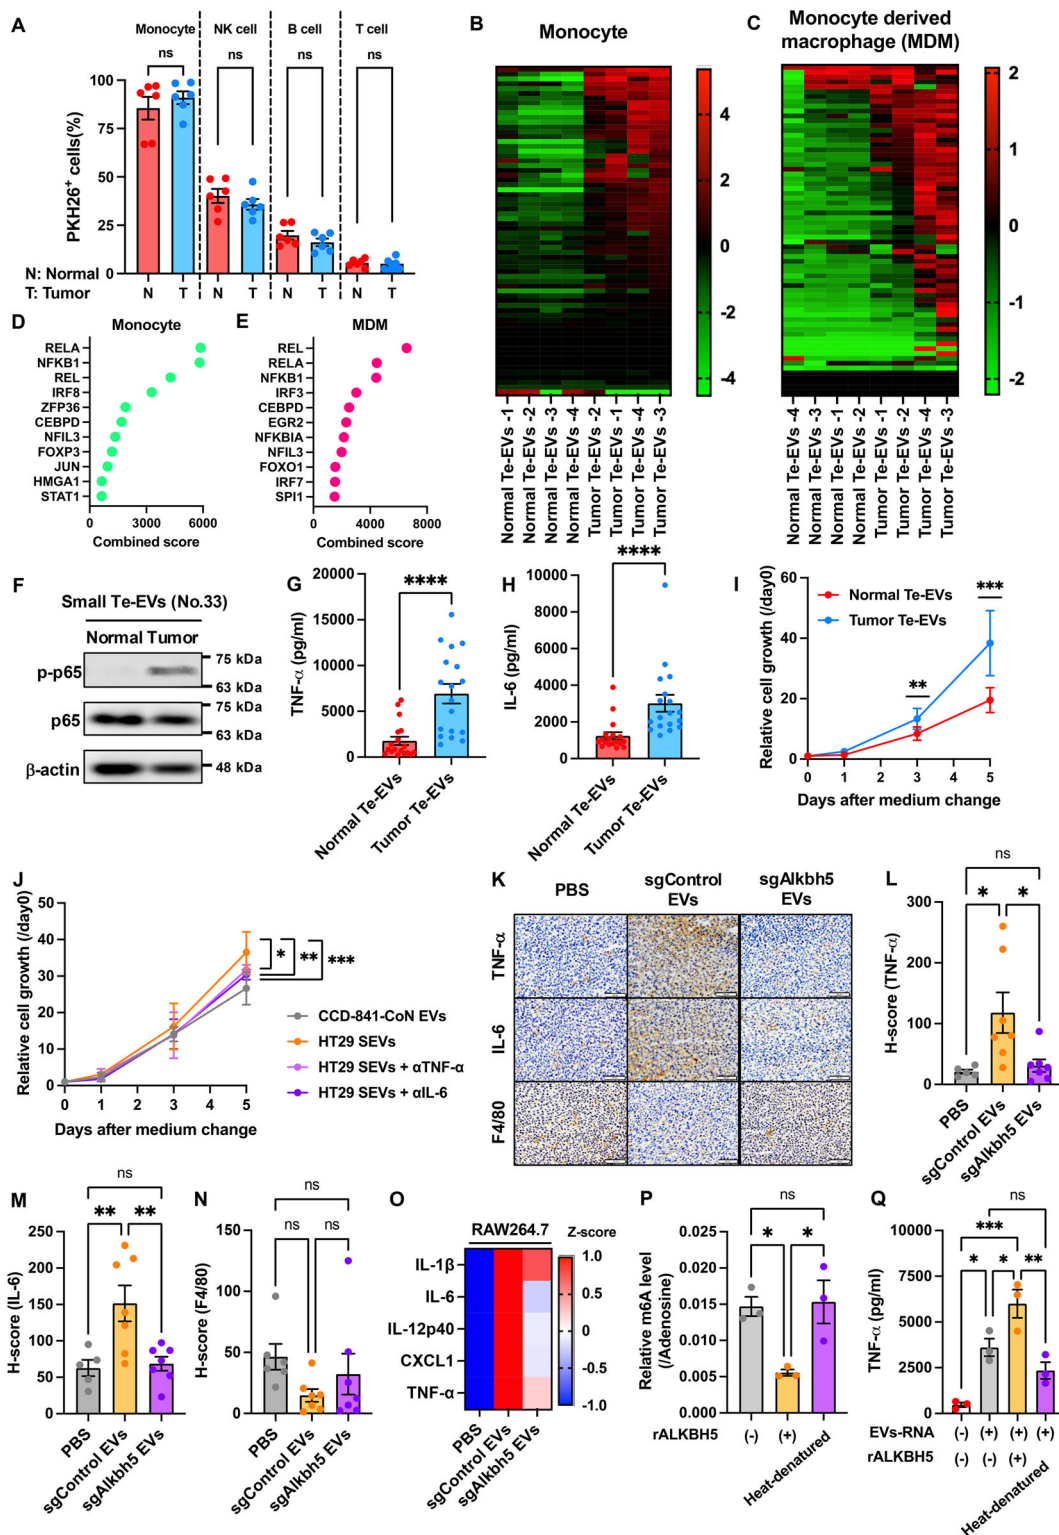 A
Monocyte
NK cell
B cell
T cell
ns
ns
ns
ns
PKH26+ cells(%)
100
75
50
25
0
N: Normal
T: Tumor
N T N T N T N T
B
Monocyte
4
2
0
-2
-4
Normal Te-EVs -1
Normal Te-EVs -2
Normal Te-EVs -3
Normal Te-EVs -4
Tumor Te-EVs -2
Tumor Te-EVs -1
Tumor Te-EVs -4
Tumor Te-EVs -3
C
Monocyte derived
macrophage (MDM)
2
1
0
-1
-2
Normal Te-EVs -4
Normal Te-EVs -3
Normal Te-EVs -1
Normal Te-EVs -2
Tumor Te-EVs -1
Tumor Te-EVs -2
Tumor Te-EVs -4
Tumor Te-EVs -3
D
Monocyte
RELA
NFKB1
REL
IRF8
ZFP36
CEBPD
NFIL3
FOXP3
JUN
HMGA1
STAT1
0 3000 6000
Combined score
E
MDM
REL
RELA
NFKB1
IRF3
CEBPD
EGR2
NFKBIA
NFIL3
FOXO1
IRF7
SPI1
0 4000 8000
Combined score
F
Small Te-EVs (No.33)
Normal Tumor
p-p65
75 kDa
63 kDa
p65
75 kDa
63 kDa
β-actin
48 kDa
G
TNF-α (pg/ml)
20000
15000
10000
5000
0
****
Normal Te-EVs
Tumor Te-EVs
H
IL-6 (pg/ml)
10000
8000
6000
4000
2000
0
****
Normal Te-EVs
Tumor Te-EVs
I
Relative cell growth (/day0)
60
40
20
0
Normal Te-EVs
Tumor Te-EVs
**
***
0 1 2 3 4 5
Days after medium change
J
Relative cell growth (/day0)
50
40
30
20
10
0
* ** ***
CCD-841-CoN EVs
HT29 SEVs
HT29 SEVs + αTNF-α
HT29 SEVs + αIL-6
0 1 2 3 4 5
Days after medium change
K
PBS
sgControl
EVs
sgAlkbh5
EVs
TNF-α
IL-6
F4/80
L
ns
* *
H-score (TNF-α)
300
200
100
0
PBS
sgControl EVs
sgAlkbh5 EVs
M
ns
** **
H-score (IL-6)
250
200
150
100
50
0
PBS
sgControl EVs
sgAlkbh5 EVs
N
ns
ns ns
H-score (F4/80)
150
100
50
0
PBS
sgControl EVs
sgAlkbh5 EVs
O
RAW264.7
Z-score
IL-1β
IL-6
IL-12p40
CXCL1
TNF-α
1.0
0.5
0.0
-0.5
-1.0
PBS
sgControl EVs
sgAlkbh5 EVs
P
ns
* *
Relative m6A level
(/Adenosine)
0.025
0.020
0.015
0.010
0.005
0.000
rALKBH5
(-) (+) Heat-denatured
Q
ns
***
* * **
TNF-α (pg/ml)
10000
7500
5000
2500
0
EVs-RNA (-) (+) (+) (+)
rALKBH5 (-) (-) (+) Heat-denatured